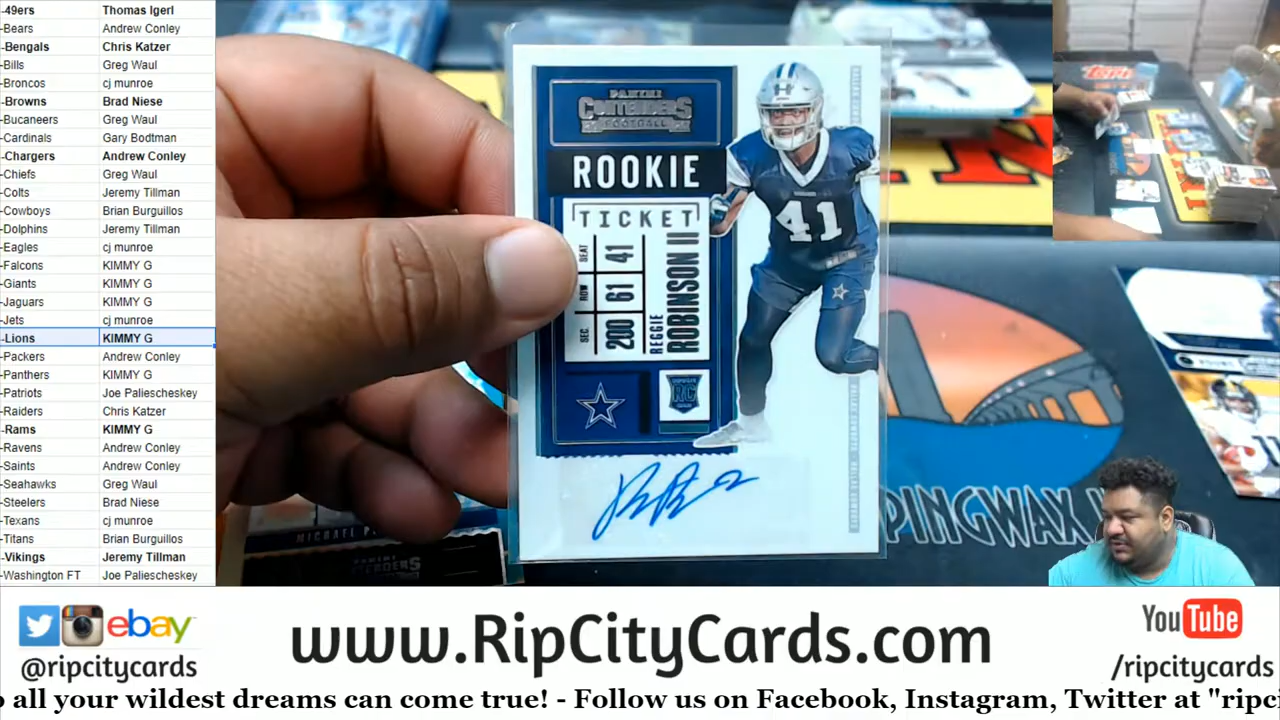 -49ers Thomas Igerl
-Bears Andrew Conley
-Bengals Chris Katzer
-Bills Greg Waul
-Broncos cj munroe
-Browns Brad Niese
-Bucaneers Greg Waul
-Cardinals Gary Bodtman
-Chargers Andrew Conley
-Chiefs Greg Waul
-Colts Jeremy Tillman
-Cowboys Brian Burguillos
-Dolphins Jeremy Tillman
-Eagles cj munroe
-Falcons KIMMY G
-Giants KIMMY G
-Jaguars KIMMY G
-Jets cj munroe
-Lions KIMMY G
-Packers Andrew Conley
-Panthers KIMMY G
-Patriots Joe Paliescheskey
-Raiders Chris Katzer
-Rams KIMMY G
-Ravens Andrew Conley
-Saints Andrew Conley
-Seahawks Greg Waul
-Steelers Brad Niese
-Texans cj munroe
-Titans Brian Burguillos
-Vikings Jeremy Tillman
-Washington FT Joe Paliescheskey
PANINI
CONTENDERS
FOOTBALL
ROOKIE
TICKET
SEC 200
ROW 61
SEAT 41
REGGIE
ROBINSON II
RC
41
MICHAEL P
CONTENDERS
PINGWAX
Topps
ebay
@ripcitycards
www.RipCityCards.com
YouTube
/ripcitycards
all your wildest dreams can come true! - Follow us on Facebook, Instagram, Twitter at "ripci